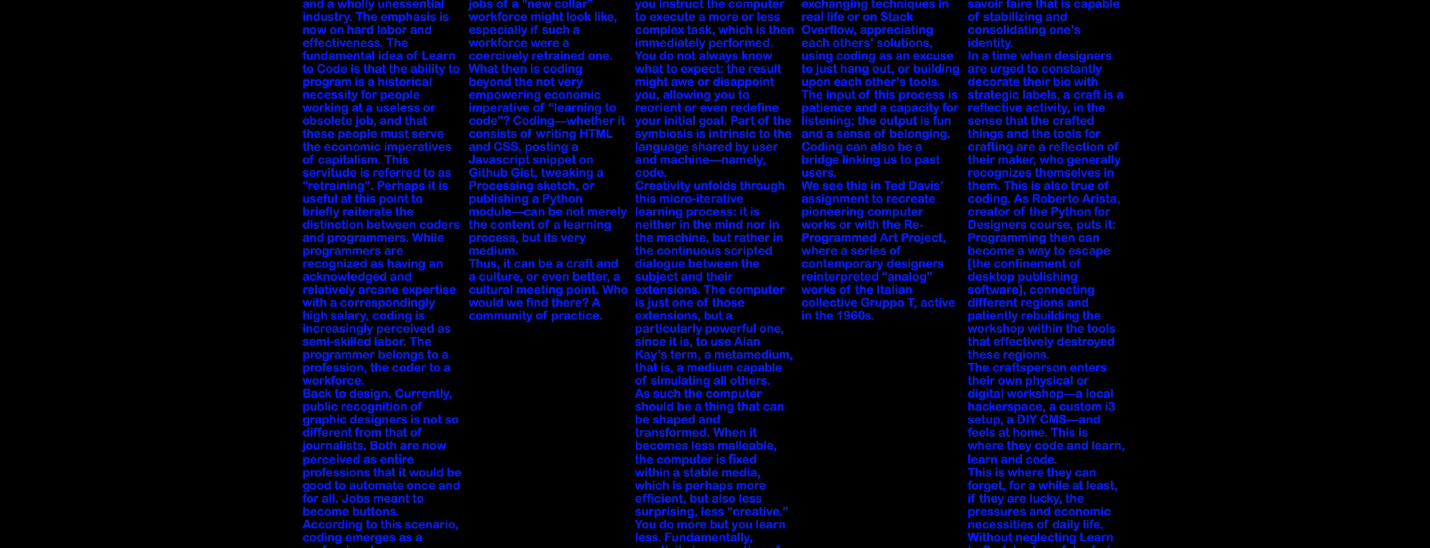 and a wholly unessential
industry. The emphasis is
now on hard labor and
effectiveness. The
fundamental idea of Learn
to Code is that the ability to
program is a historical
necessity for people
working at a useless or
obsolete job, and that
these people must serve
the economic imperatives
of capitalism. This
servitude is referred to as
“retraining”. Perhaps it is
useful at this point to
briefly reiterate the
distinction between coders
and programmers. While
programmers are
recognized as having an
acknowledged and
relatively arcane expertise
with a correspondingly
high salary, coding is
increasingly perceived as
semi-skilled labor. The
programmer belongs to a
profession, the coder to a
workforce.
Back to design. Currently,
public recognition of
graphic designers is not so
different from that of
journalists. Both are now
perceived as entire
professions that it would be
good to automate once and
for all. Jobs meant to
become buttons.
According to this scenario,
coding emerges as a
jobs of a “new collar”
workforce might look like,
especially if such a
workforce were a
coercively retrained one.
What then is coding
beyond the not very
empowering economic
imperative of “learning to
code”? Coding—whether it
consists of writing HTML
and CSS, posting a
Javascript snippet on
Github Gist, tweaking a
Processing sketch, or
publishing a Python
module—can be not merely
the content of a learning
process, but its very
medium.
Thus, it can be a craft and
a culture, or even better, a
cultural meeting point. Who
would we find there? A
community of practice.
you instruct the computer
to execute a more or less
complex task, which is then
immediately performed.
You do not always know
what to expect: the result
might awe or disappoint
you, allowing you to
reorient or even redefine
your initial goal. Part of the
symbiosis is intrinsic to the
language shared by user
and machine—namely,
code.
Creativity unfolds through
this micro-iterative
learning process: it is
neither in the mind nor in
the machine, but rather in
the continuous scripted
dialogue between the
subject and their
extensions. The computer
is just one of those
extensions, but a
particularly powerful one,
since it is, to use Alan
Kay’s term, a metamedium,
that is, a medium capable
of simulating all others.
As such the computer
should be a thing that can
be shaped and
transformed. When it
becomes less malleable,
the computer is fixed
within a stable media,
which is perhaps more
efficient, but also less
surprising, less “creative.”
You do more but you learn
less. Fundamentally,
exchanging techniques in
real life or on Stack
Overflow, appreciating
each others’ solutions,
using coding as an excuse
to just hang out, or building
upon each other’s tools.
The input of this process is
patience and a capacity for
listening; the output is fun
and a sense of belonging.
Coding can also be a
bridge linking us to past
users.
We see this in Ted Davis’
assignment to recreate
pioneering computer
works or with the Re-
Programmed Art Project,
where a series of
contemporary designers
reinterpreted “analog”
works of the Italian
collective Gruppo T, active
in the 1960s.
savoir faire that is capable
of stabilizing and
consolidating one’s
identity.
In a time when designers
are urged to constantly
decorate their bio with
strategic labels, a craft is a
reflective activity, in the
sense that the crafted
things and the tools for
crafting are a reflection of
their maker, who generally
recognizes themselves in
them. This is also true of
coding. As Roberto Arista,
creator of the Python for
Designers course, puts it:
Programming then can
become a way to escape
[the confinement of
desktop publishing
software], connecting
different regions and
patiently rebuilding the
workshop within the tools
that effectively destroyed
these regions.
The craftsperson enters
their own physical or
digital workshop—a local
hackerspace, a custom i3
setup, a DIY CMS—and
feels at home. This is
where they code and learn,
learn and code.
This is where they can
forget, for a while at least,
if they are lucky, the
pressures and economic
necessities of daily life.
Without neglecting Learn